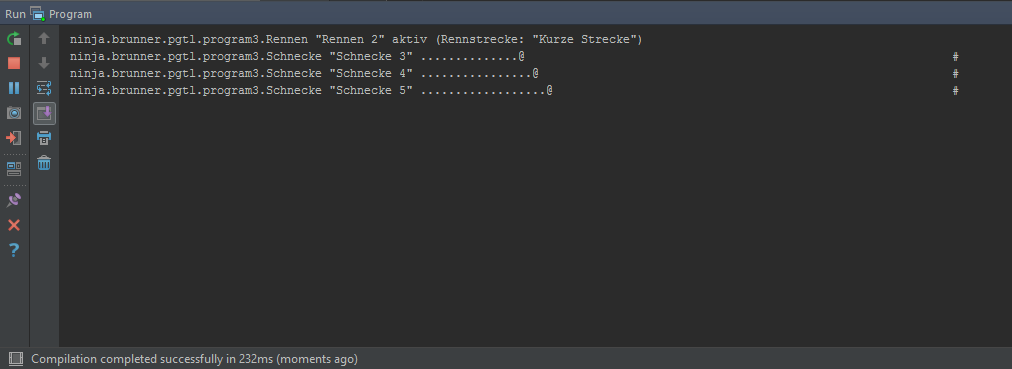 Run Program
ninja.brunner.pgtl.program3.Rennen "Rennen 2" aktiv (Rennstrecke: "Kurze Strecke")
ninja.brunner.pgtl.program3.Schnecke "Schnecke 3" ..............@ #
ninja.brunner.pgtl.program3.Schnecke "Schnecke 4" ................@ #
ninja.brunner.pgtl.program3.Schnecke "Schnecke 5" ..................@ #
Compilation completed successfully in 232ms (moments ago)